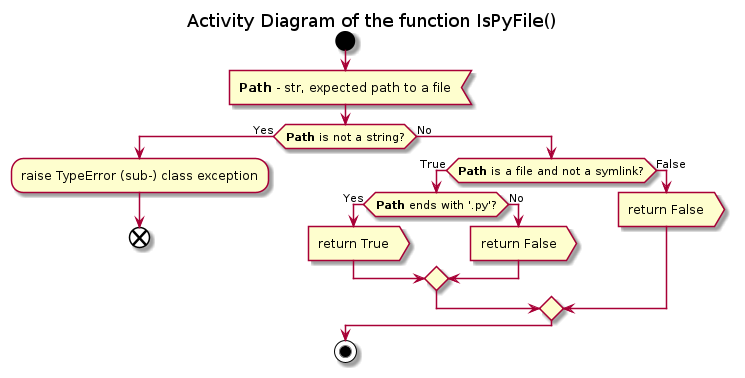 Activity Diagram of the function IsPyFile()
Path - str, expected path to a file
Yes
Path is not a string?
No
raise TypeError (sub-) class exception
True
Path is a file and not a symlink?
False
Yes
Path ends with '.py'?
No
return False
return True
return False